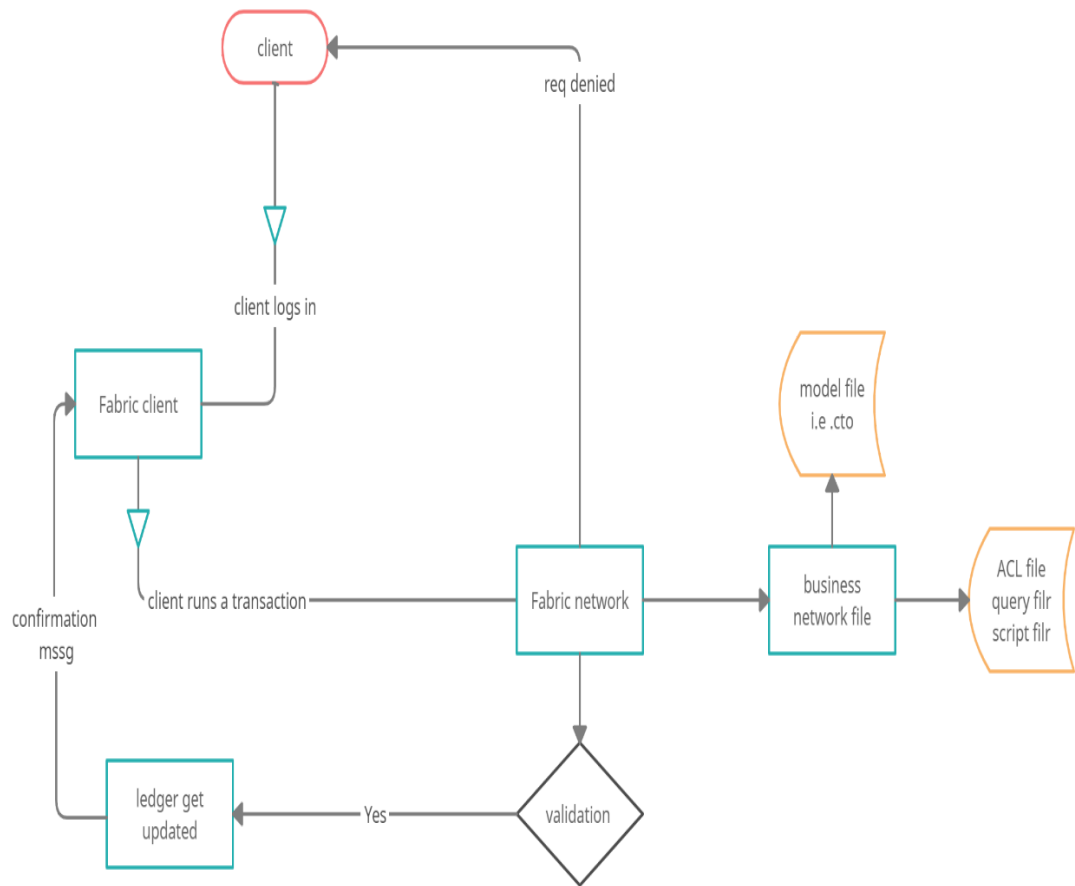 client
req denied
client logs in
Fabric client
model file
i.e .cto
client runs a transaction
Fabric network
business
network file
ACL file
query filr
script filr
confirmation
mssg
ledger get
updated
Yes
validation